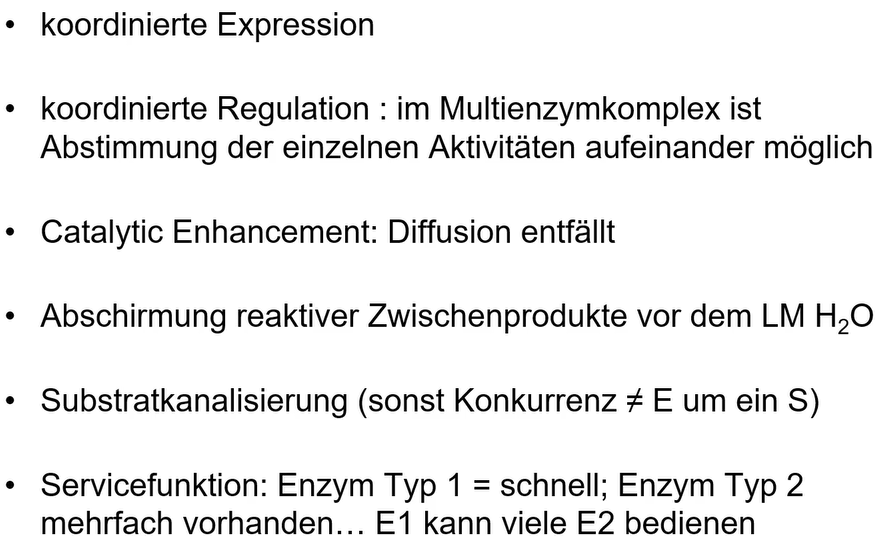 • koordinierte Expression
• koordinierte Regulation : im Multienzymkomplex ist
Abstimmung der einzelnen Aktivitäten aufeinander möglich
• Catalytic Enhancement: Diffusion entfällt
• Abschirmung reaktiver Zwischenprodukte vor dem LM H₂O
• Substratkanalisierung (sonst Konkurrenz ≠ E um ein S)
• Servicefunktion: Enzym Typ 1 = schnell; Enzym Typ 2
mehrfach vorhanden… E1 kann viele E2 bedienen